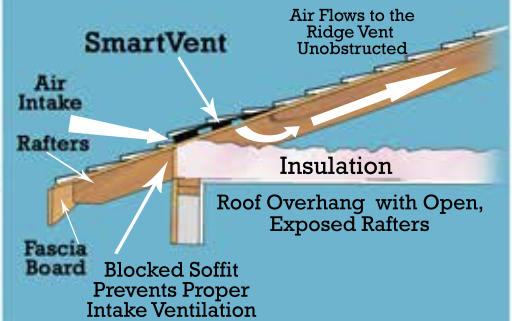 Air Flows to the
Ridge Vent
Unobstructed
SmartVent
Air
Intake
Rafters
Insulation
Roof Overhang with Open,
Exposed Rafters
Fascia
Board
Blocked Soffit
Prevents Proper
Intake Ventilation